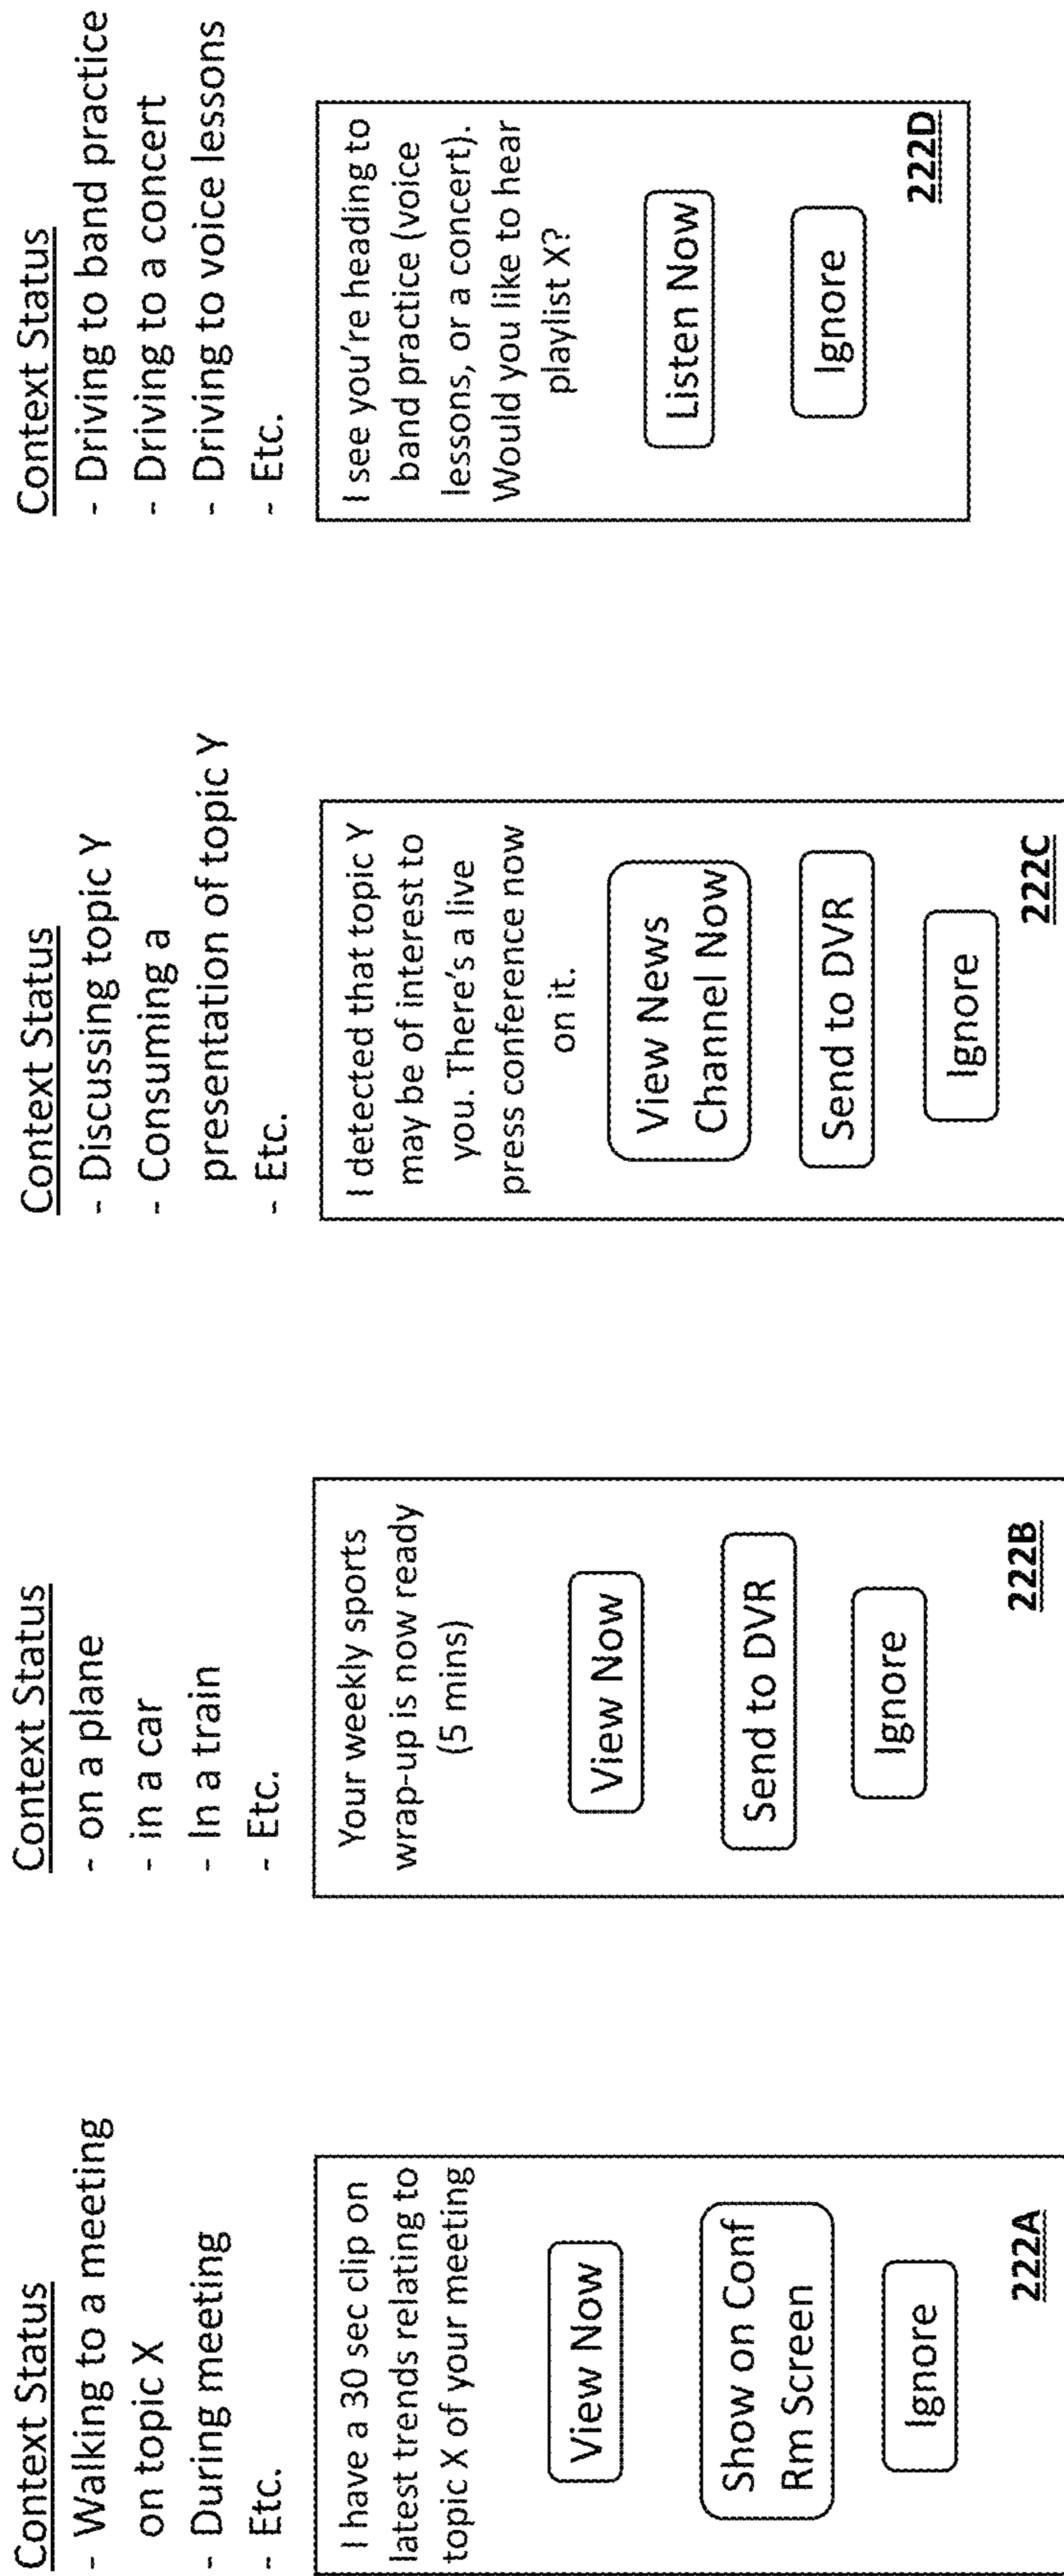 Context Status
- Walking to a meeting
on topic X
- During meeting
- Etc.
I have a 30 sec clip on
latest trends relating to
topic X of your meeting
View Now
Show on Conf
Rm Screen
Ignore
222A
Context Status
- on a plane
- in a car
- In a train
- Etc.
Your weekly sports
wrap-up is now ready
(5 mins)
View Now
Send to DVR
Ignore
222B
Context Status
- Discussing topic Y
- Consuming a
presentation of topic Y
- Etc.
I detected that topic Y
may be of interest to
you. There's a live
press conference now
on it.
View News
Channel Now
Send to DVR
Ignore
222C
Context Status
- Driving to band practice
- Driving to a concert
- Driving to voice lessons
- Etc.
I see you're heading to
band practice (voice
lessons, or a concert).
Would you like to hear
playlist X?
Listen Now
Ignore
222D